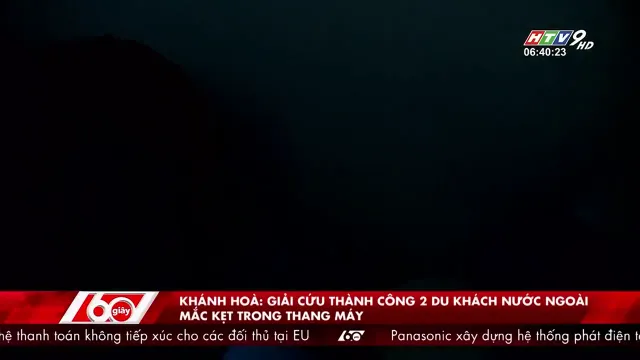 HTV9 HD
06:40:23
KHÁNH HOÀ: GIẢI CỨU THÀNH CÔNG 2 DU KHÁCH NƯỚC NGOÀI
MẮC KẸT TRONG THANG MÁY
60 giây
hệ thanh toán không tiếp xúc cho các đối thủ tại EU 60 Panasonic xây dựng hệ thống phát điện t